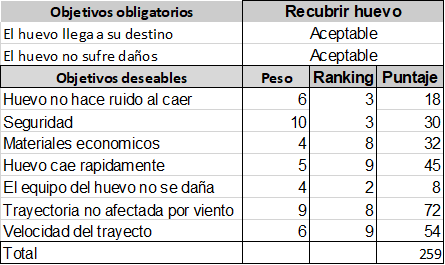 Objetivos obligatorios Recubrir huevo
El huevo llega a su destino Aceptable
El huevo no sufre daños Aceptable
Objetivos deseables Peso Ranking Puntaje
Huevo no hace ruido al caer 6 3 18
Seguridad 10 3 30
Materiales economicos 4 8 32
Huevo cae rapidamente 5 9 45
El equipo del huevo no se daña 4 2 8
Trayectoria no afectada por viento 9 8 72
Velocidad del trayecto 6 9 54
Total 259